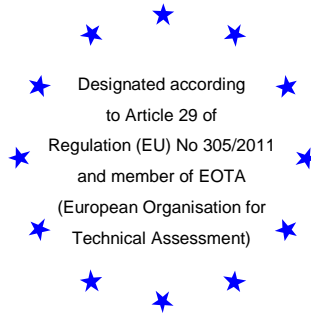 Designated according
to Article 29 of
Regulation (EU) No 305/2011
and member of EOTA
(European Organisation for
Technical Assessment)